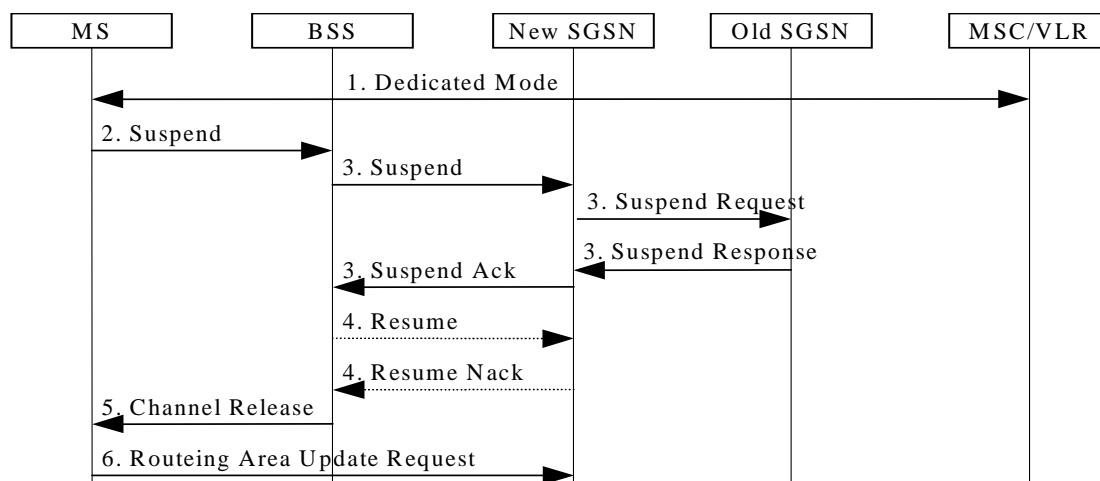 MS
BSS
New SGSN
Old SGSN
MSC/VLR
1. Dedicated Mode
2. Suspend
3. Suspend
3. Suspend Request
3. Suspend Response
3. Suspend Ack
4. Resume
4. Resume Nack
5. Channel Release
6. Routeing Area Update Request